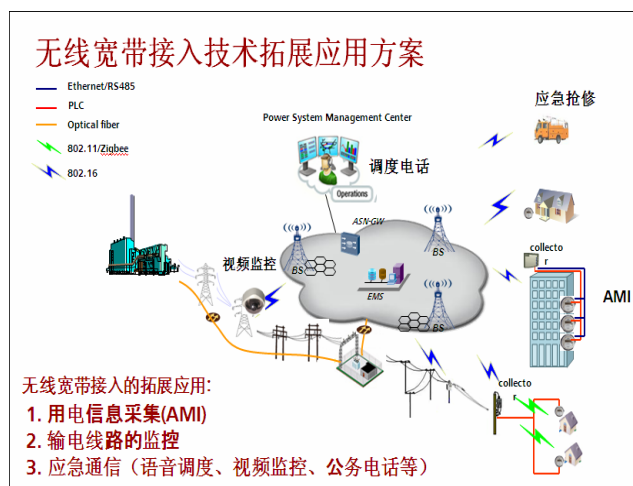 无线宽带接入技术拓展应用方案
Ethernet/RS485
PLC
Optical fiber
802.11/Zigbee
802.16
Power System Management Center
应急抢修
调度电话
Operations
ASN-GW
视频监控
BS
BS
EMS
BS
collecto
r
AMI
collecto
r
无线宽带接入的拓展应用:
1. 用电信息采集(AMI)
2. 输电线路的监控
3. 应急通信（语音调度、视频监控、公务电话等）